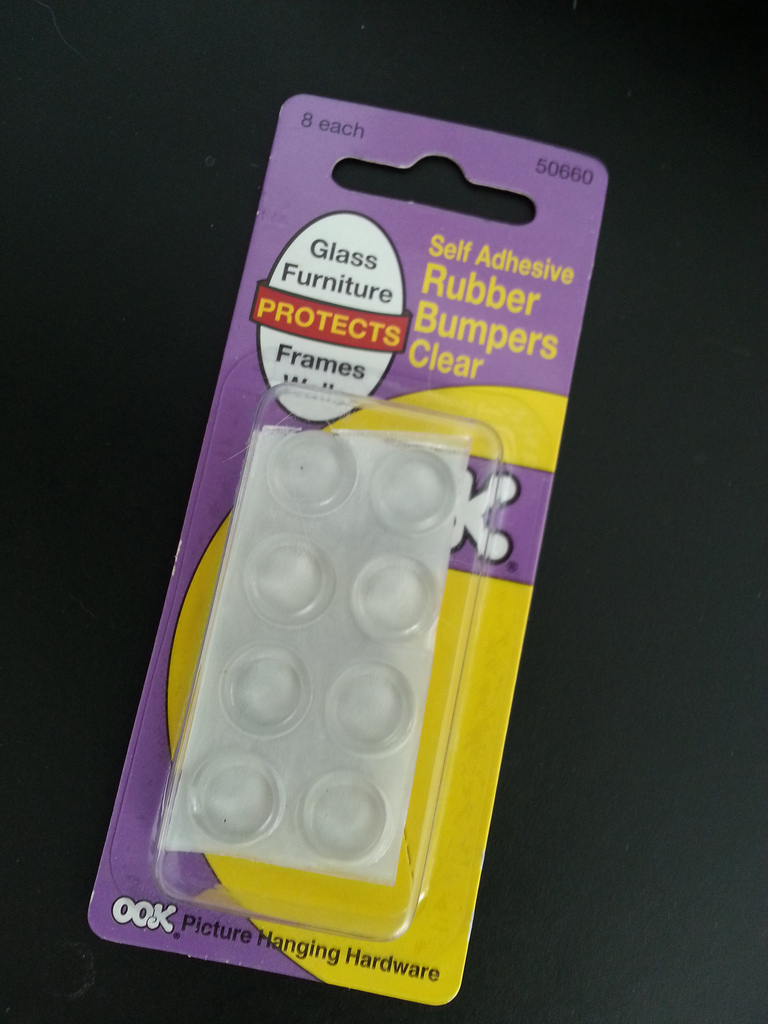 8 each
50660
Glass
Furniture
PROTECTS
Frames
Self Adhesive
Rubber
Bumpers
Clear
OOK® Picture Hanging Hardware